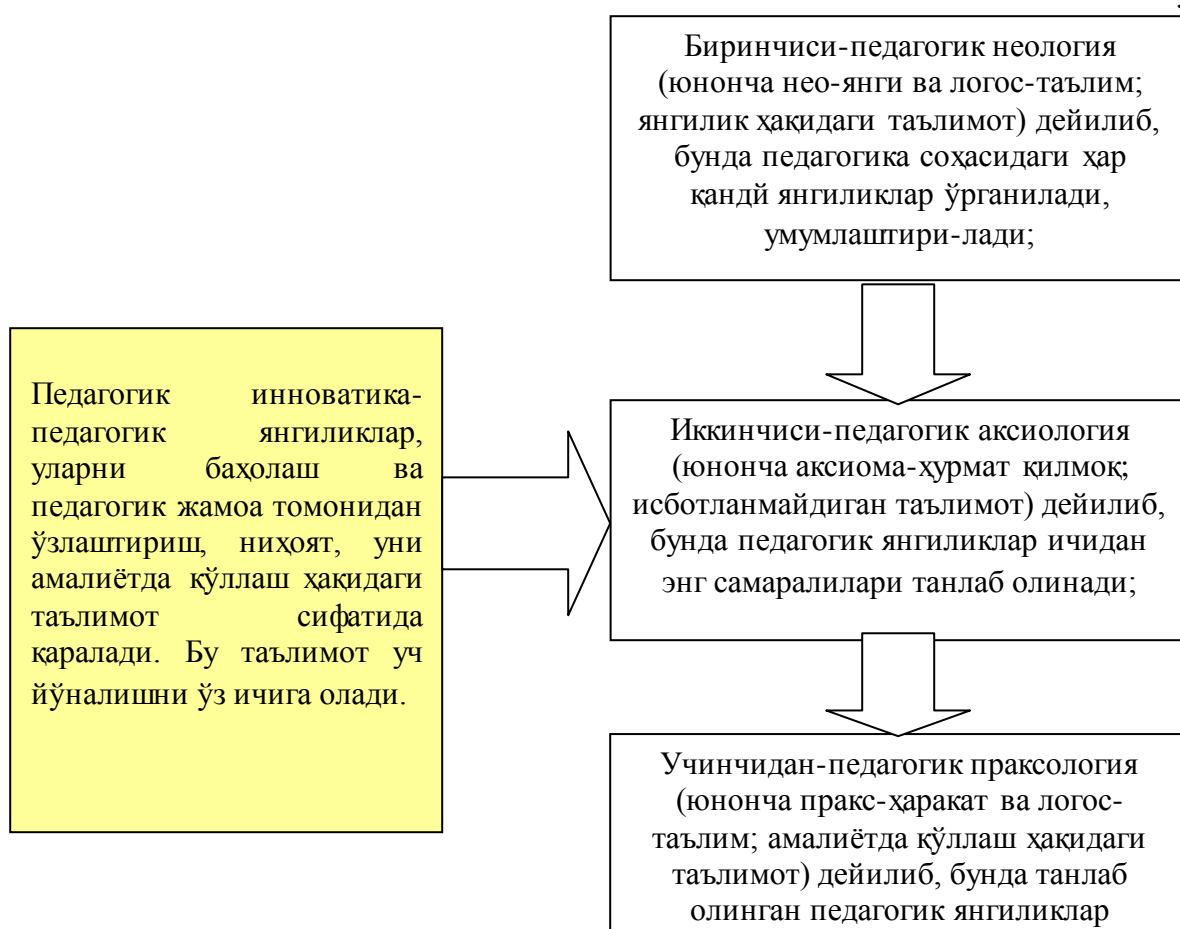 Биринчиси-педагогик неология
(юнонча нео-янги ва логос-таълим;
янгилик ҳақидаги таълимот) дейилиб,
бунда педагогика соҳасидаги ҳар
қандй янгиликлар ўрганилади,
умумлаштири-лади;
Педагогик инноватика-
педагогик янгиликлар,
уларни баҳолаш ва
педагогик жамоа томонидан
ўзлаштириш, ниҳоят, уни
амалиётда қўллаш ҳақидаги
таълимот сифатида
қаралади. Бу таълимот уч
йўналишни ўз ичига олади.
Иккинчиси-педагогик аксиология
(юнонча аксиома-ҳурмат қилмоқ;
исботланмайдиган таълимот) дейилиб,
бунда педагогик янгиликлар ичидан
энг самаралилари танлаб олинади;
Учинчидан-педагогик праксология
(юнонча пракс-ҳаракат ва логос-
таълим; амалиётда қўллаш ҳақидаги
таълимот) дейилиб, бунда танлаб
олинган педагогик янгиликлар